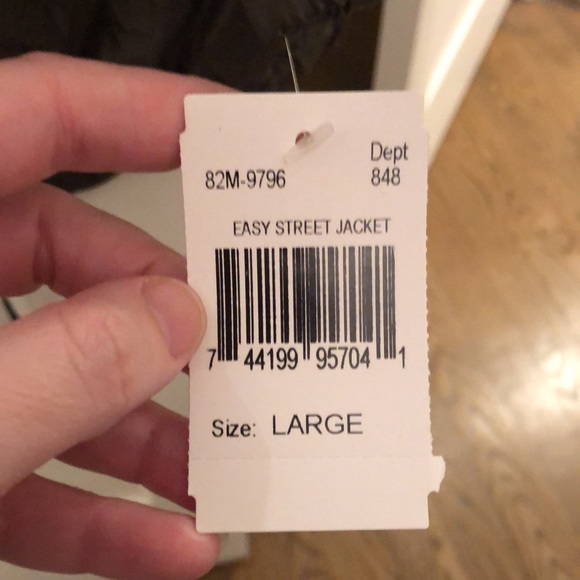 Dept
82M-9796 848
EASY STREET JACKET
7 44199 95704 1
Size: LARGE